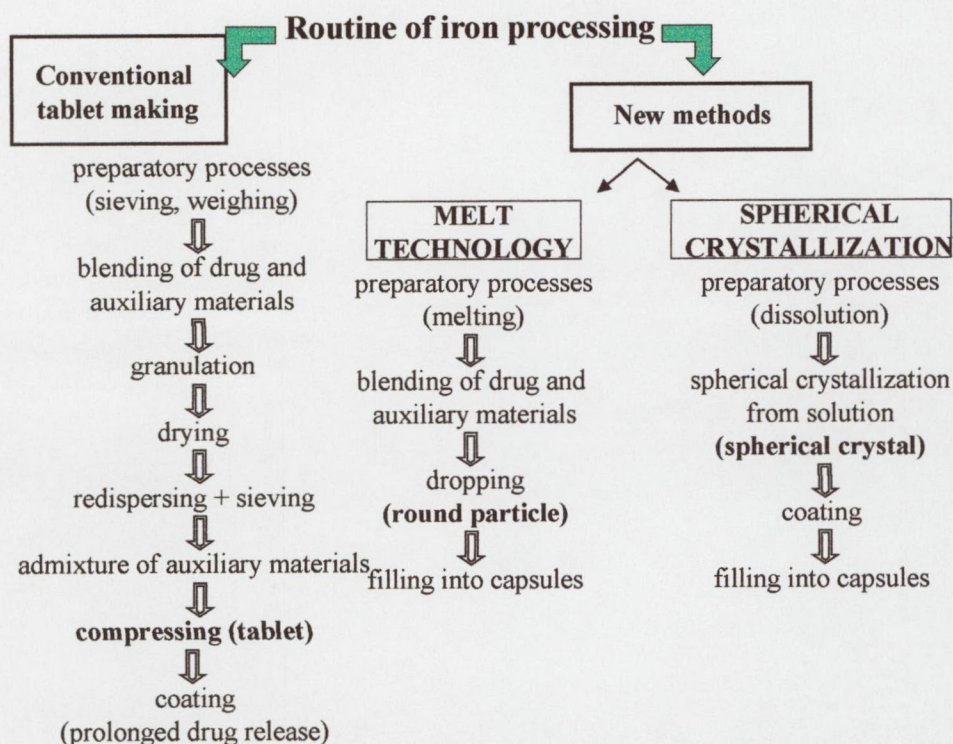 Routine of iron processing
Conventional
tablet making
preparatory processes
(sieving, weighing)
blending of drug and
auxiliary materials
granulation
drying
redispersing + sieving
admixture of auxiliary materials
compressing (tablet)
coating
(prolonged drug release)
New methods
MELT
TECHNOLOGY
preparatory processes
(melting)
blending of drug and
auxiliary materials
dropping
(round particle)
filling into capsules
SPHERICAL
CRYSTALLIZATION
preparatory processes
(dissolution)
spherical crystallization
from solution
(spherical crystal)
coating
filling into capsules